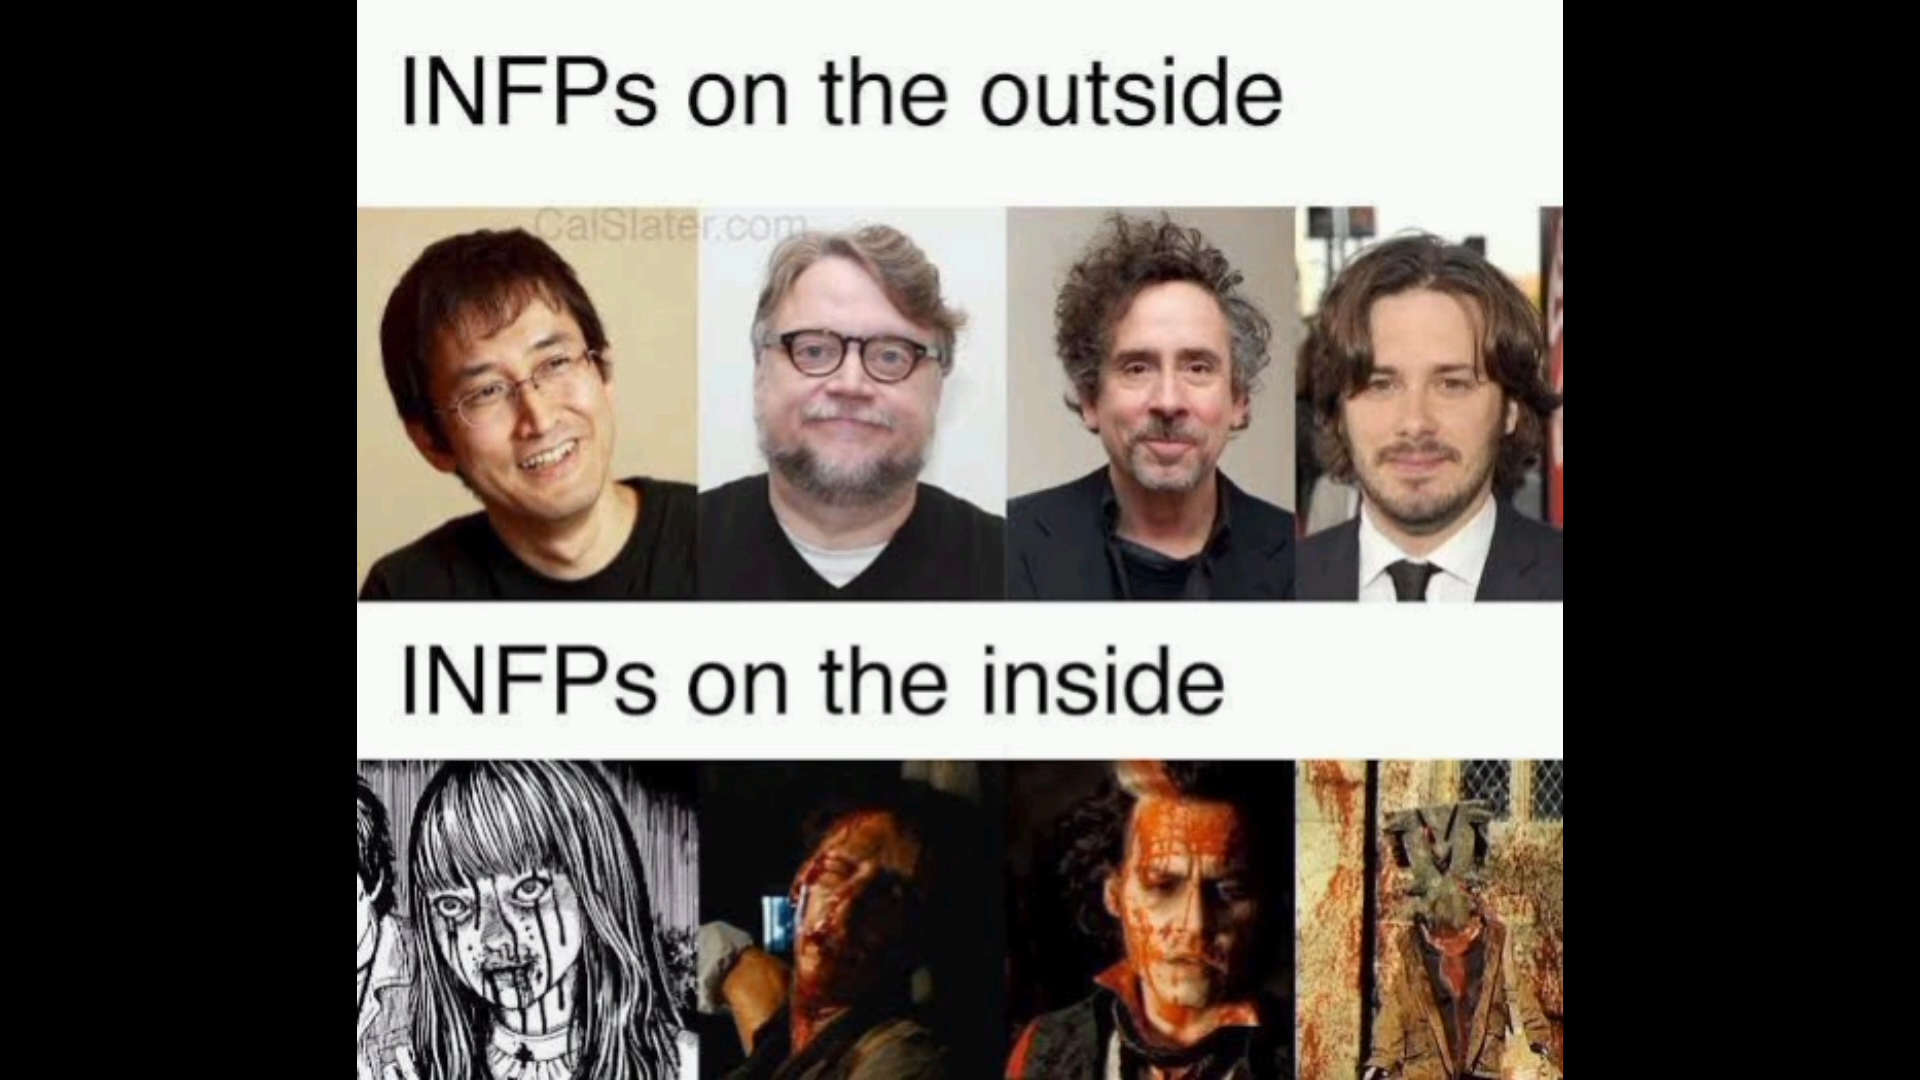 INFPs on the outside
CalSlater.com
INFPs on the inside